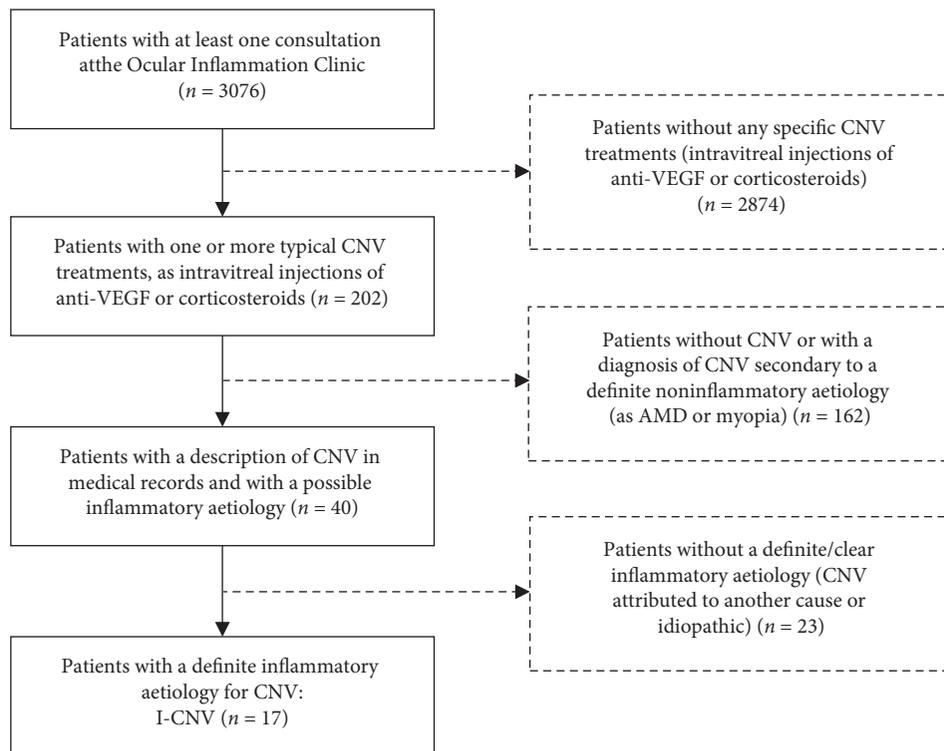 Patients with at least one consultation
atthe Ocular Inflammation Clinic
(n = 3076)
Patients without any specific CNV
treatments (intravitreal injections of
anti-VEGF or corticosteroids)
(n = 2874)
Patients with one or more typical CNV
treatments, as intravitreal injections of
anti-VEGF or corticosteroids (n = 202)
Patients without CNV or with a
diagnosis of CNV secondary to a
definite noninflammatory aetiology
(as AMD or myopia) (n = 162)
Patients with a description of CNV in
medical records and with a possible
inflammatory aetiology (n = 40)
Patients without a definite/clear
inflammatory aetiology (CNV
attributed to another cause or
idiopathic) (n = 23)
Patients with a definite inflammatory
aetiology for CNV:
I-CNV (n = 17)